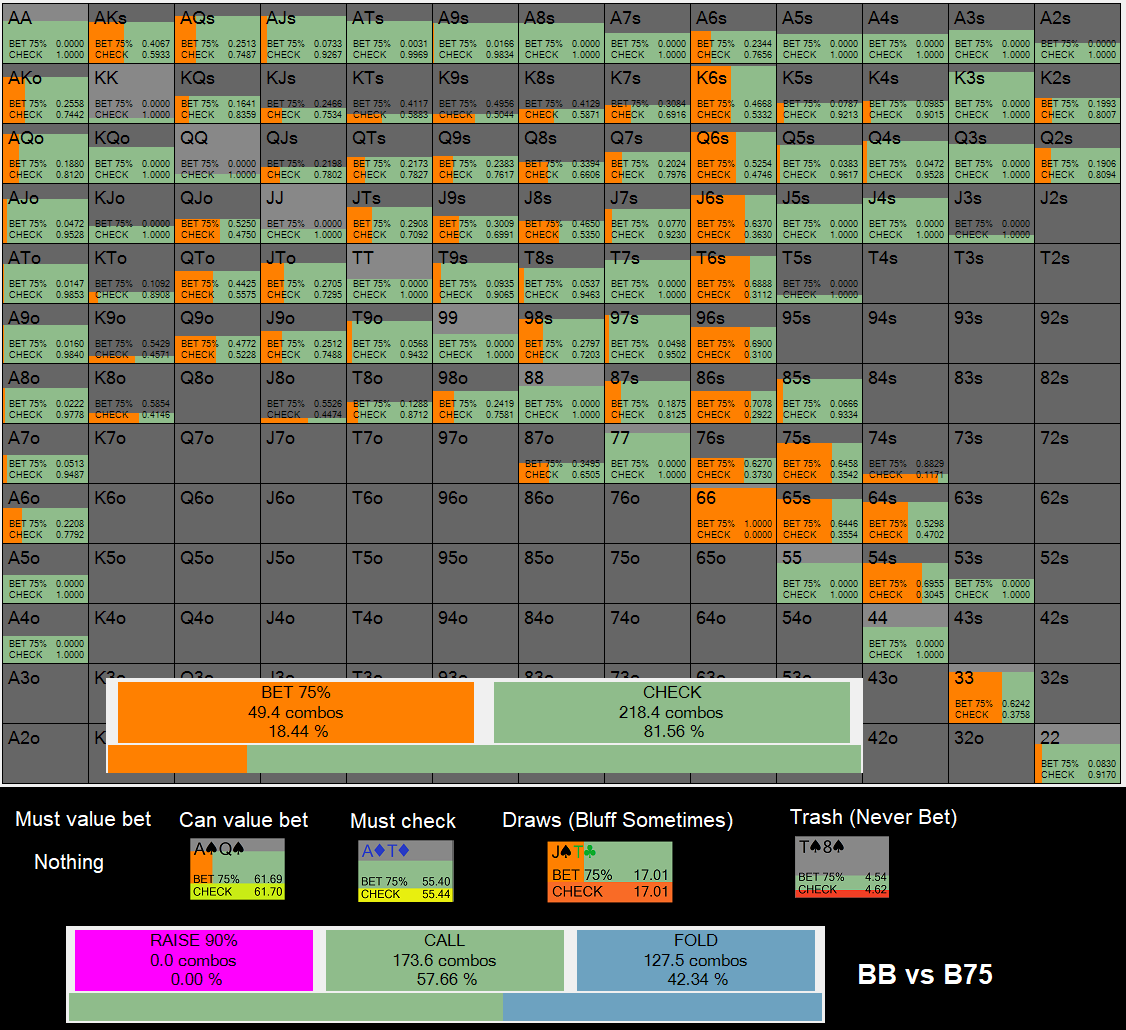 AA AKs AQs AJs ATs A9s A8s A7s A6s A5s A4s A3s A2s
BET 75% 0.0000 BET 75% 0.4067 BET 75% 0.2513 BET 75% 0.0733 BET 75% 0.0031 BET 75% 0.0166 BET 75% 0.0000 BET 75% 0.0000 BET 75% 0.2344 BET 75% 0.0000 BET 75% 0.0000 BET 75% 0.0000 BET 75% 0.0000
CHECK 1.0000 CHECK 0.5933 CHECK 0.7487 CHECK 0.9267 CHECK 0.9969 CHECK 0.9834 CHECK 1.0000 CHECK 1.0000 CHECK 0.7656 CHECK 1.0000 CHECK 1.0000 CHECK 1.0000 CHECK 1.0000
AKo KK KQs KJs KTs K9s K8s K7s K6s K5s K4s K3s K2s
BET 75% 0.2558 BET 75% 0.0000 BET 75% 0.1641 BET 75% 0.2466 BET 75% 0.4117 BET 75% 0.4956 BET 75% 0.4129 BET 75% 0.3084 BET 75% 0.4668 BET 75% 0.0787 BET 75% 0.0985 BET 75% 0.0000 BET 75% 0.1993
CHECK 0.7442 CHECK 1.0000 CHECK 0.8359 CHECK 0.7534 CHECK 0.5883 CHECK 0.5044 CHECK 0.5871 CHECK 0.6916 CHECK 0.5332 CHECK 0.9213 CHECK 0.9015 CHECK 1.0000 CHECK 0.8007
AQo KQo QQ QJs QTs Q9s Q8s Q7s Q6s Q5s Q4s Q3s Q2s
BET 75% 0.1880 BET 75% 0.0000 BET 75% 0.0000 BET 75% 0.2198 BET 75% 0.2173 BET 75% 0.2383 BET 75% 0.3394 BET 75% 0.2024 BET 75% 0.5254 BET 75% 0.0383 BET 75% 0.0472 BET 75% 0.0000 BET 75% 0.1906
CHECK 0.8120 CHECK 1.0000 CHECK 1.0000 CHECK 0.7802 CHECK 0.7827 CHECK 0.7617 CHECK 0.6606 CHECK 0.7976 CHECK 0.4746 CHECK 0.9617 CHECK 0.9528 CHECK 1.0000 CHECK 0.8094
AJo KJo QJo JJ JTs J9s J8s J7s J6s J5s J4s J3s J2s
BET 75% 0.0472 BET 75% 0.0000 BET 75% 0.5250 BET 75% 0.0000 BET 75% 0.2908 BET 75% 0.3009 BET 75% 0.4650 BET 75% 0.0770 BET 75% 0.6370 BET 75% 0.0000 BET 75% 0.0000 BET 75% 0.0000
CHECK 0.9528 CHECK 1.0000 CHECK 0.4750 CHECK 1.0000 CHECK 0.7092 CHECK 0.6991 CHECK 0.5350 CHECK 0.9230 CHECK 0.3630 CHECK 1.0000 CHECK 1.0000 CHECK 1.0000
ATo KTo QTo JTo TT T9s T8s T7s T6s T5s T4s T3s T2s
BET 75% 0.0147 BET 75% 0.1092 BET 75% 0.4425 BET 75% 0.2705 BET 75% 0.0000 BET 75% 0.0935 BET 75% 0.0537 BET 75% 0.0000 BET 75% 0.6888 BET 75% 0.0000
CHECK 0.9853 CHECK 0.8908 CHECK 0.5575 CHECK 0.7295 CHECK 1.0000 CHECK 0.9065 CHECK 0.9463 CHECK 1.0000 CHECK 0.3112 CHECK 1.0000
A9o K9o Q9o J9o T9o 99 98s 97s 96s 95s 94s 93s 92s
BET 75% 0.0160 BET 75% 0.5429 BET 75% 0.4772 BET 75% 0.2512 BET 75% 0.0568 BET 75% 0.0000 BET 75% 0.2797 BET 75% 0.0498 BET 75% 0.6900
CHECK 0.9840 CHECK 0.4571 CHECK 0.5228 CHECK 0.7488 CHECK 0.9432 CHECK 1.0000 CHECK 0.7203 CHECK 0.9502 CHECK 0.3100
A8o K8o Q8o J8o T8o 98o 88 87s 86s 85s 84s 83s 82s
BET 75% 0.0222 BET 75% 0.5854 BET 75% 0.5526 BET 75% 0.1288 BET 75% 0.2419 BET 75% 0.0000 BET 75% 0.1875 BET 75% 0.7078 BET 75% 0.0666
CHECK 0.9778 CHECK 0.4146 CHECK 0.4474 CHECK 0.8712 CHECK 0.7581 CHECK 1.0000 CHECK 0.8125 CHECK 0.2922 CHECK 0.9334
A7o K7o Q7o J7o T7o 97o 87o 77 76s 75s 74s 73s 72s
BET 75% 0.3495 BET 75% 0.0000 BET 75% 0.6270 BET 75% 0.6458 BET 75% 0.8829
BET 75% 0.0513 CHECK 0.6505 CHECK 1.0000 CHECK 0.3730 CHECK 0.3542 CHECK 0.1171
CHECK 0.9487
A6o K6o Q6o J6o T6o 96o 86o 76o 66 65s 64s 63s 62s
BET 75% 0.2208 BET 75% 1.0000 BET 75% 0.6446 BET 75% 0.5298
CHECK 0.7792 CHECK 0.0000 CHECK 0.3554 CHECK 0.4702
A5o K5o Q5o J5o T5o 95o 85o 75o 65o 55 54s 53s 52s
BET 75% 0.0000 BET 75% 0.0000 BET 75% 0.6955 BET 75% 0.0000
CHECK 1.0000 CHECK 1.0000 CHECK 0.3045 CHECK 1.0000
A4o K4o Q4o J4o T4o 94o 84o 74o 64o 54o 44 43s 42s
BET 75% 0.0000 BET 75% 0.0000
CHECK 1.0000 CHECK 1.0000
A3o 43o 33 32s
BET 75% 0.6242
CHECK 0.3758
A2o 42o 32o 22
BET 75% 0.0830
CHECK 0.9170
BET 75% CHECK
49.4 combos 218.4 combos
18.44 % 81.56 %
Must value bet Can value bet Must check Draws (Bluff Sometimes) Trash (Never Bet)
Nothing
A♠Q♠ A♦T♦ J♠T♣ T♠8♠
BET 75% 61.69 BET 75% 55.40 BET 75% 17.01 BET 75% 4.54
CHECK 61.70 CHECK 55.44 CHECK 17.01 CHECK 4.62
RAISE 90% CALL FOLD
0.0 combos 173.6 combos 127.5 combos
0.00 % 57.66 % 42.34 %
BB vs B75